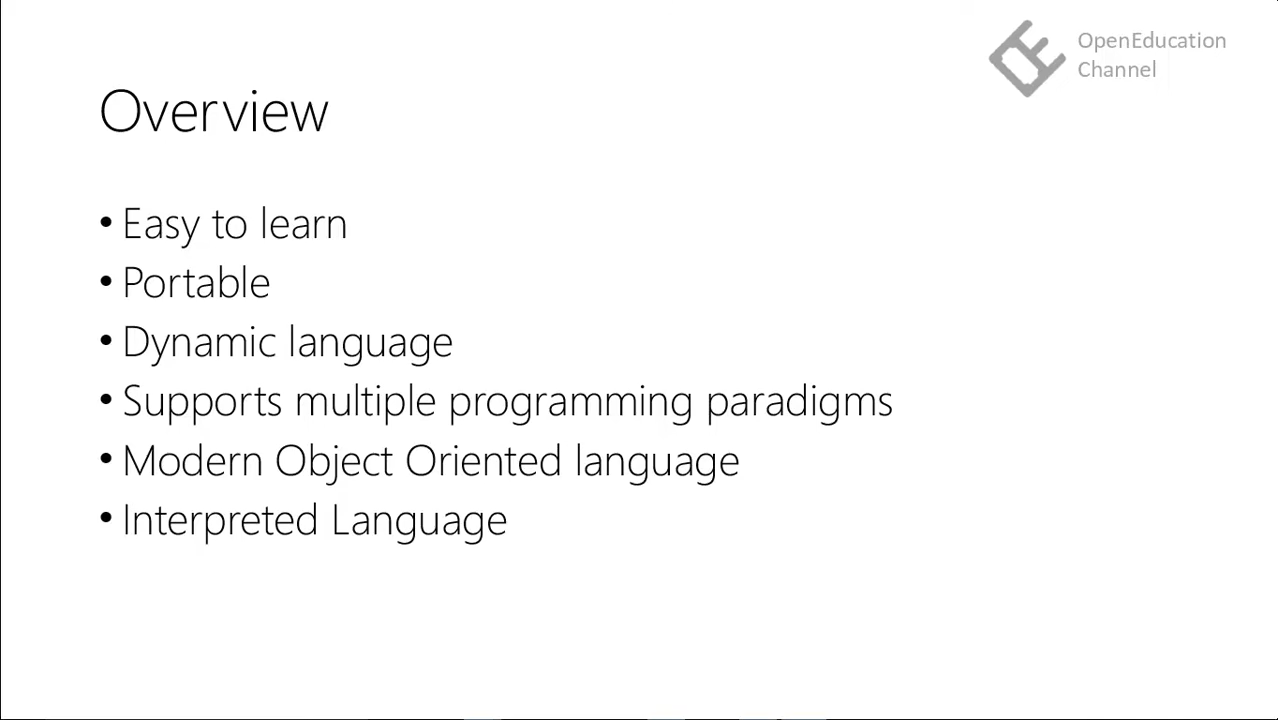 OpenEducation
Channel
Overview
• Easy to learn
• Portable
• Dynamic language
• Supports multiple programming paradigms
• Modern Object Oriented language
• Interpreted Language